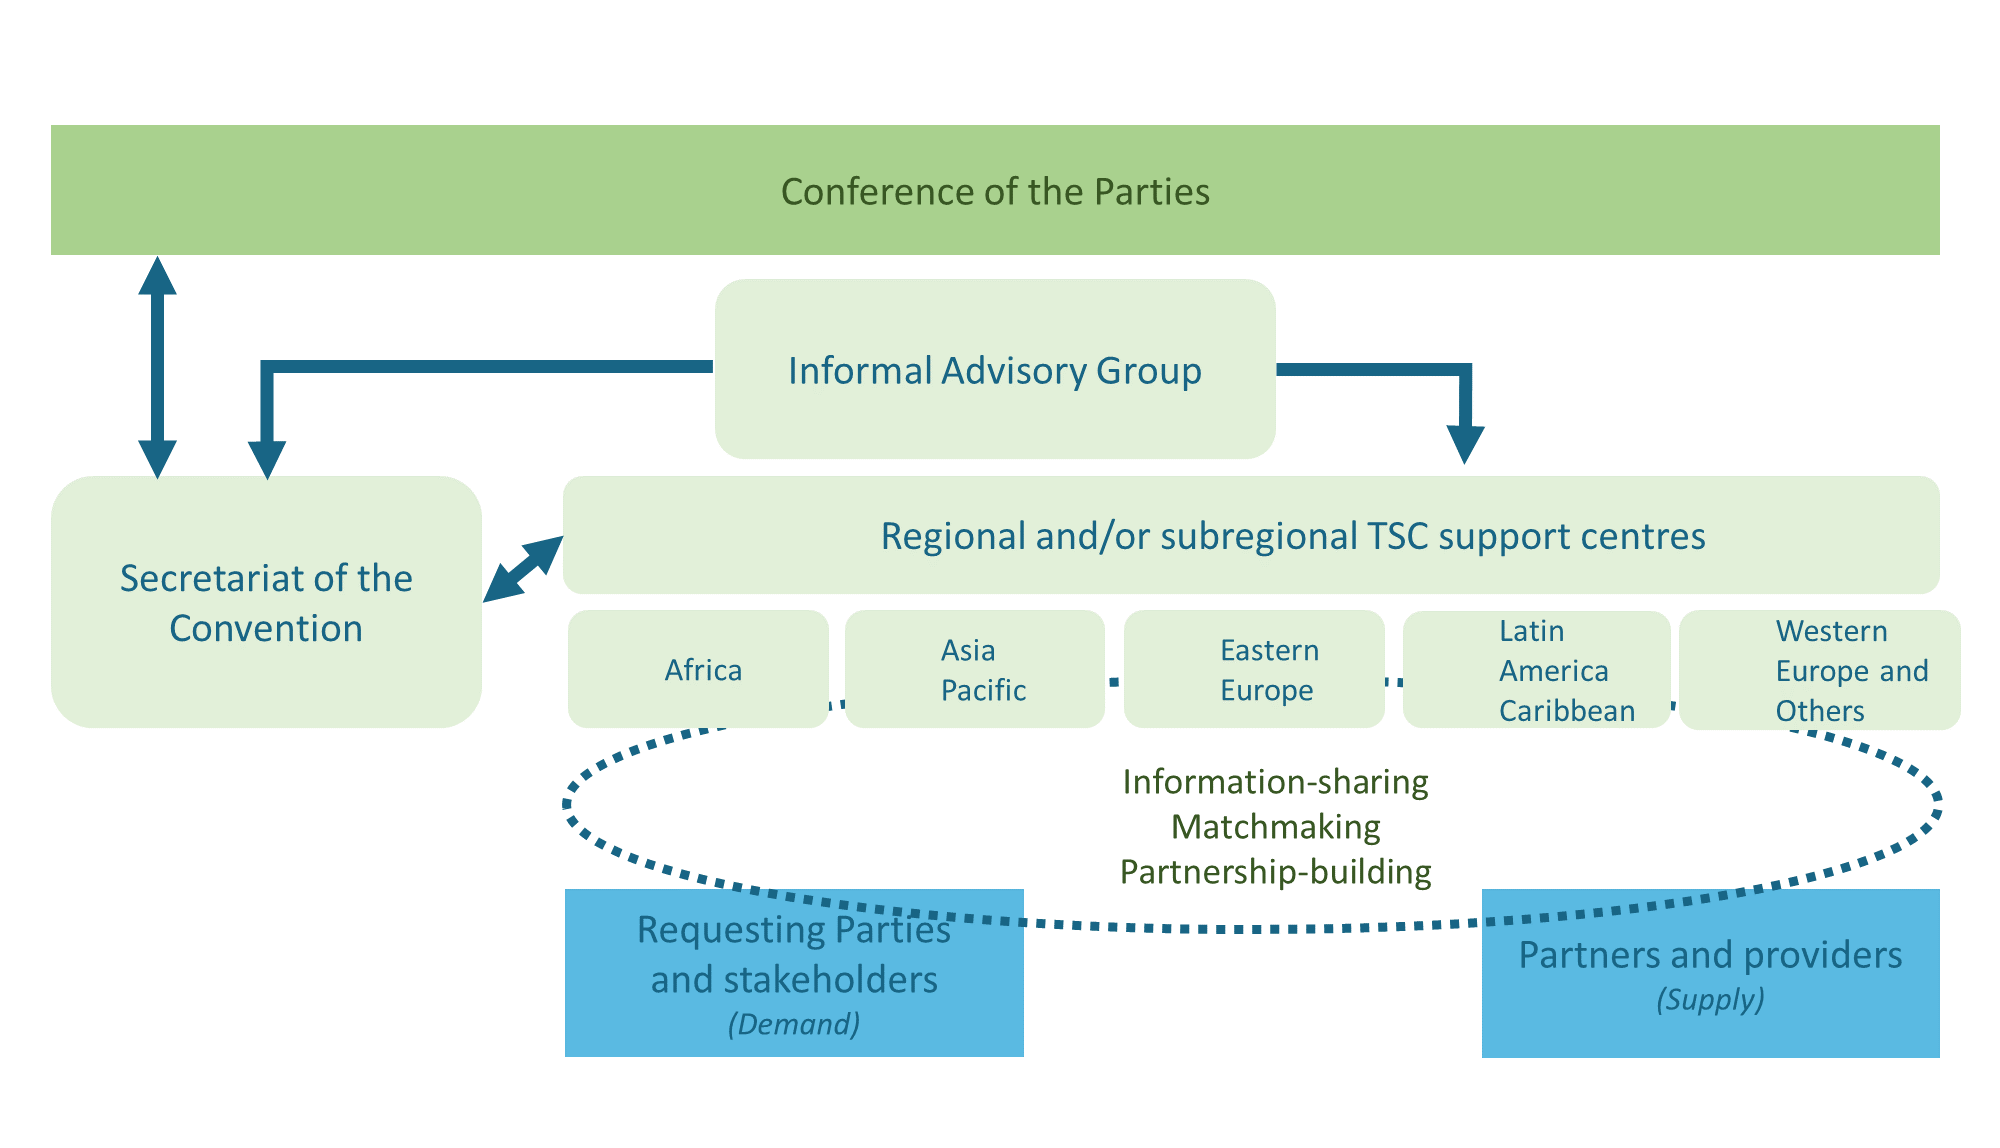 Conference of the Parties
Informal Advisory Group
Secretariat of the
Convention
Regional and/or subregional TSC support centres
Africa
Asia
Pacific
Eastern
Europe
Latin
America
Caribbean
Western
Europe and
Others
Information-sharing
Matchmaking
Partnership-building
Requesting Parties
and stakeholders
(Demand)
Partners and providers
(Supply)